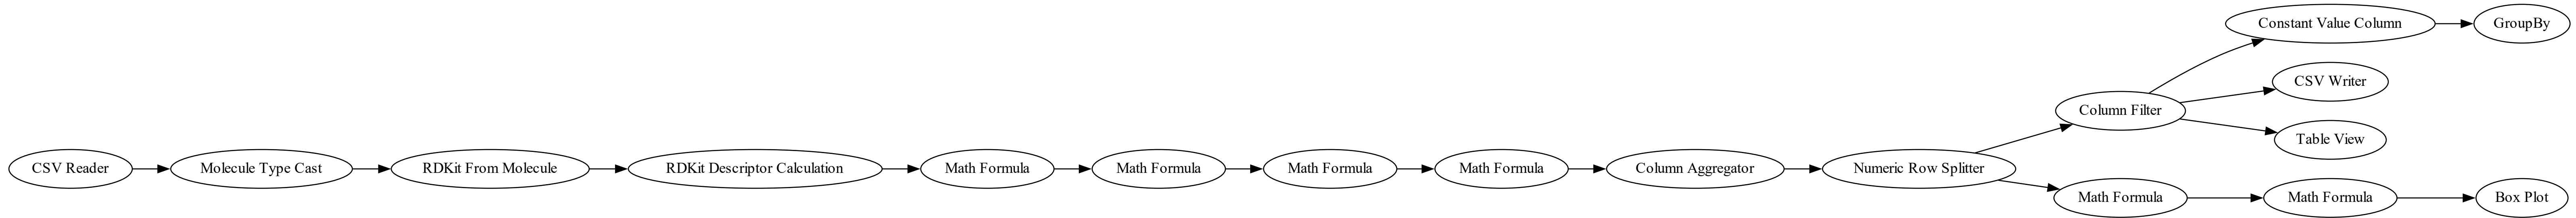 CSV Reader
Molecule Type Cast
RDKit From Molecule
RDKit Descriptor Calculation
Math Formula
Math Formula
Math Formula
Math Formula
Column Aggregator
Numeric Row Splitter
Column Filter
Constant Value Column
GroupBy
CSV Writer
Table View
Math Formula
Math Formula
Box Plot